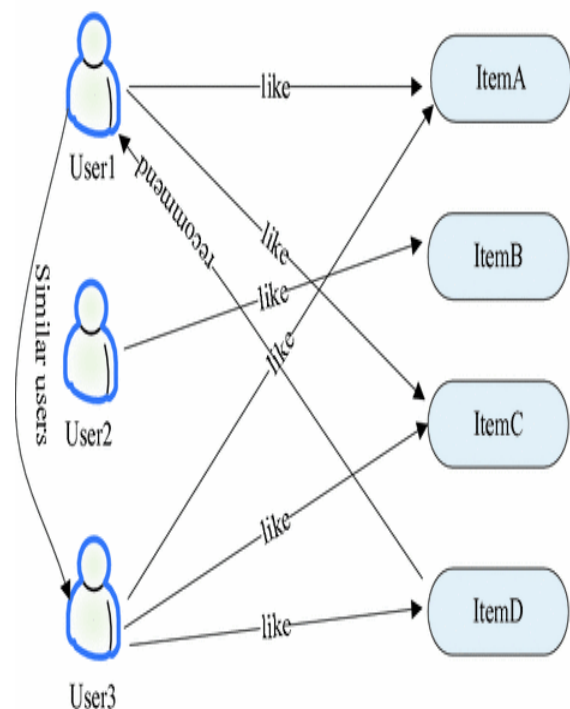 like
ItemA
User1
recommend
like
ItemB
like
Similar users
like
User2
ItemC
like
ItemD
like
User3